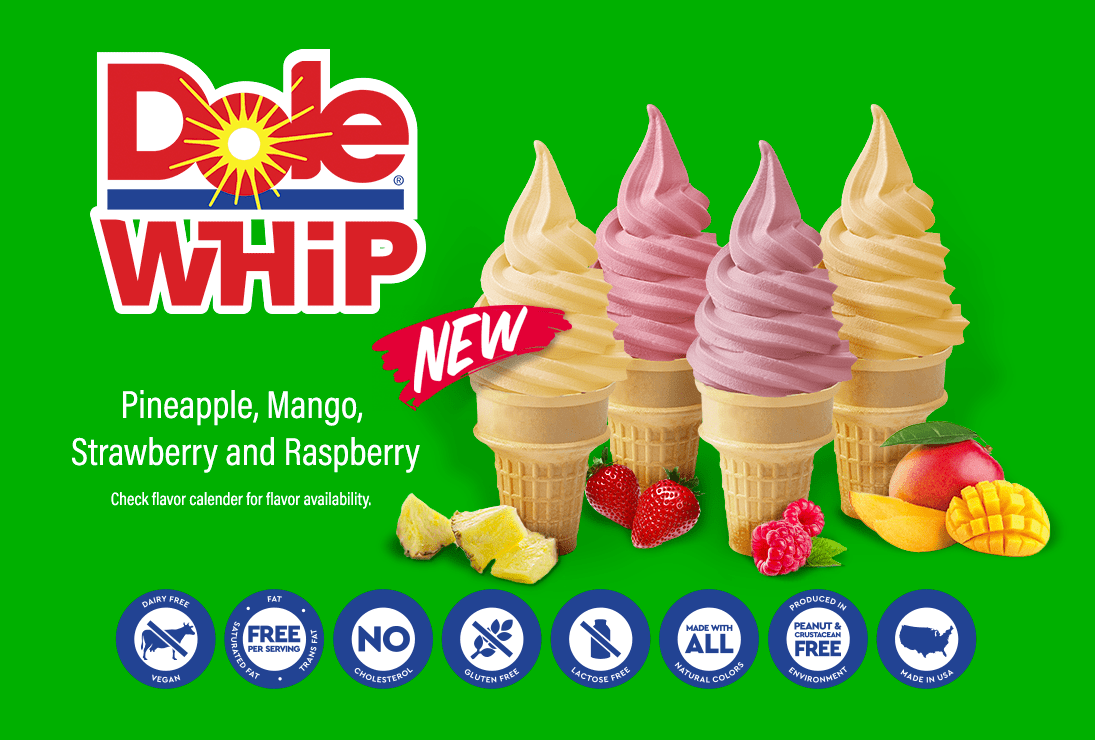 Dole®
WHiP
NEW
Pineapple, Mango,
Strawberry and Raspberry
Check flavor calender for flavor availability.
DAIRY FREE
VEGAN
FAT
SATURATED FAT
TRANS FAT
FREE
PER SERVING
NO
CHOLESTEROL
GLUTEN FREE
LACTOSE FREE
MADE WITH
ALL
NATURAL COLORS
PRODUCED IN
PEANUT &
CRUSTACEAN
FREE
ENVIRONMENT
MADE IN USA